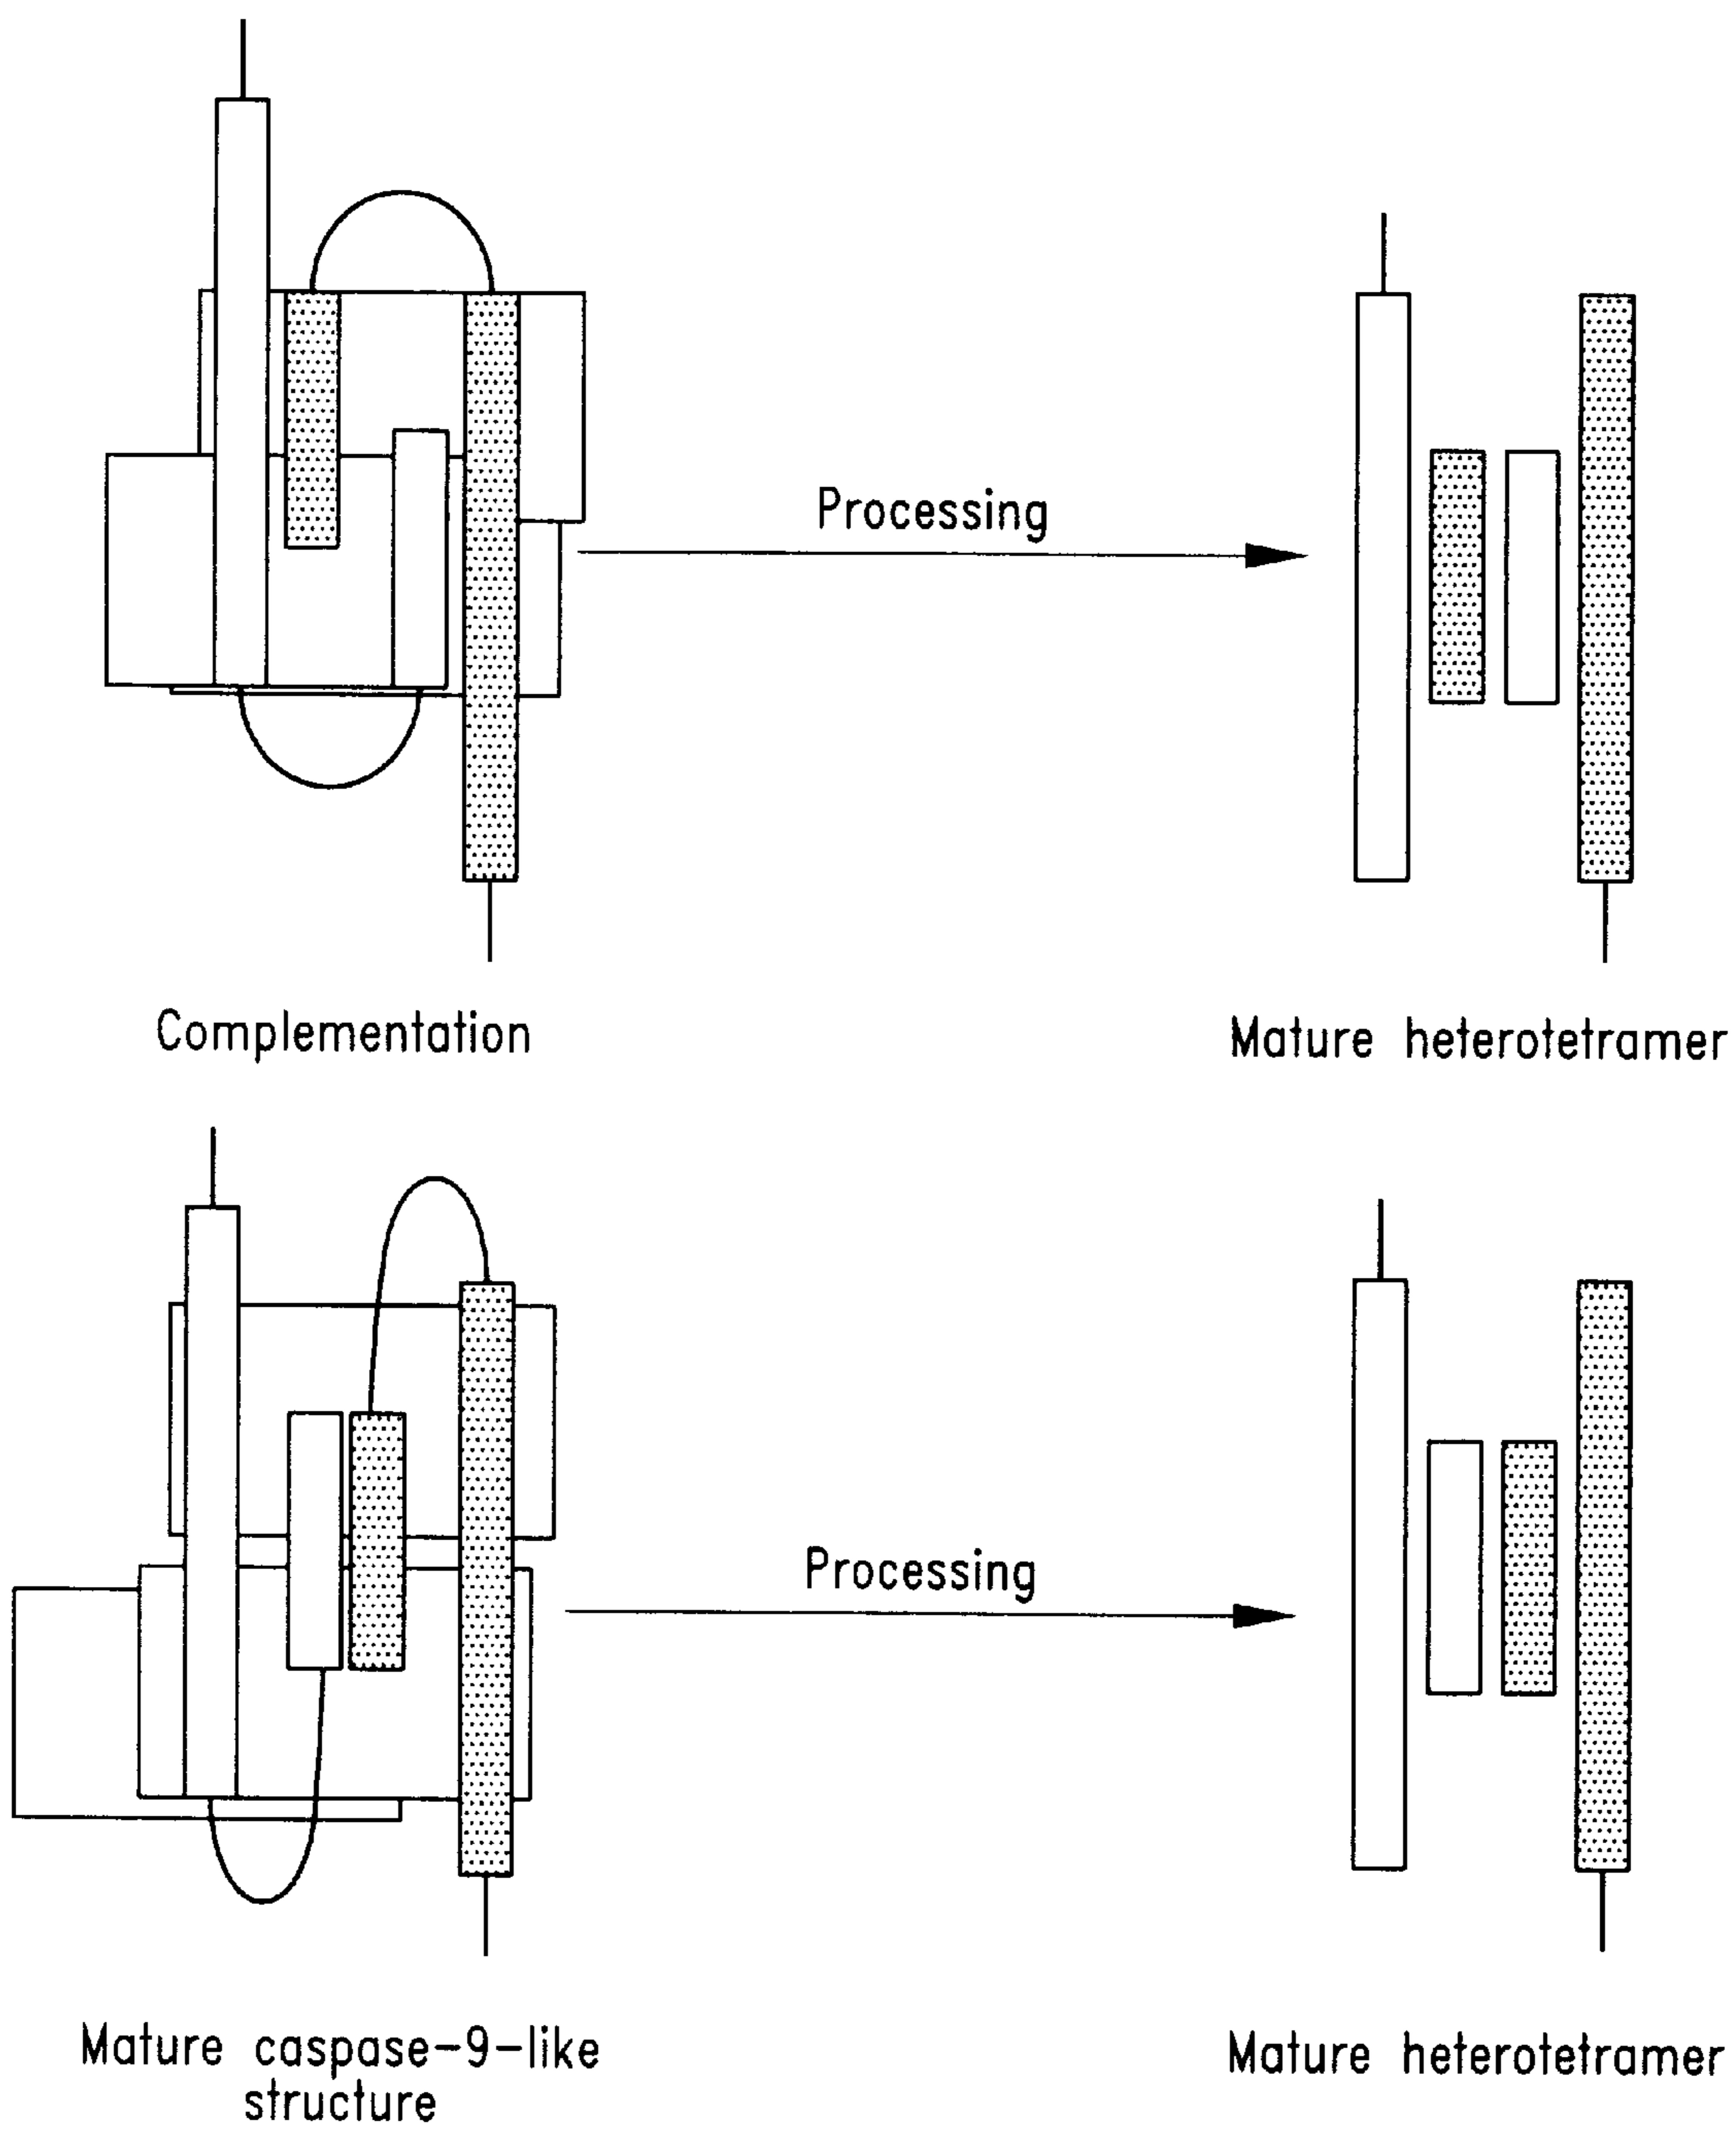 Processing
Complementation
Mature heterotetramer
Processing
Mature caspase-9-like
structure
Mature heterotetramer